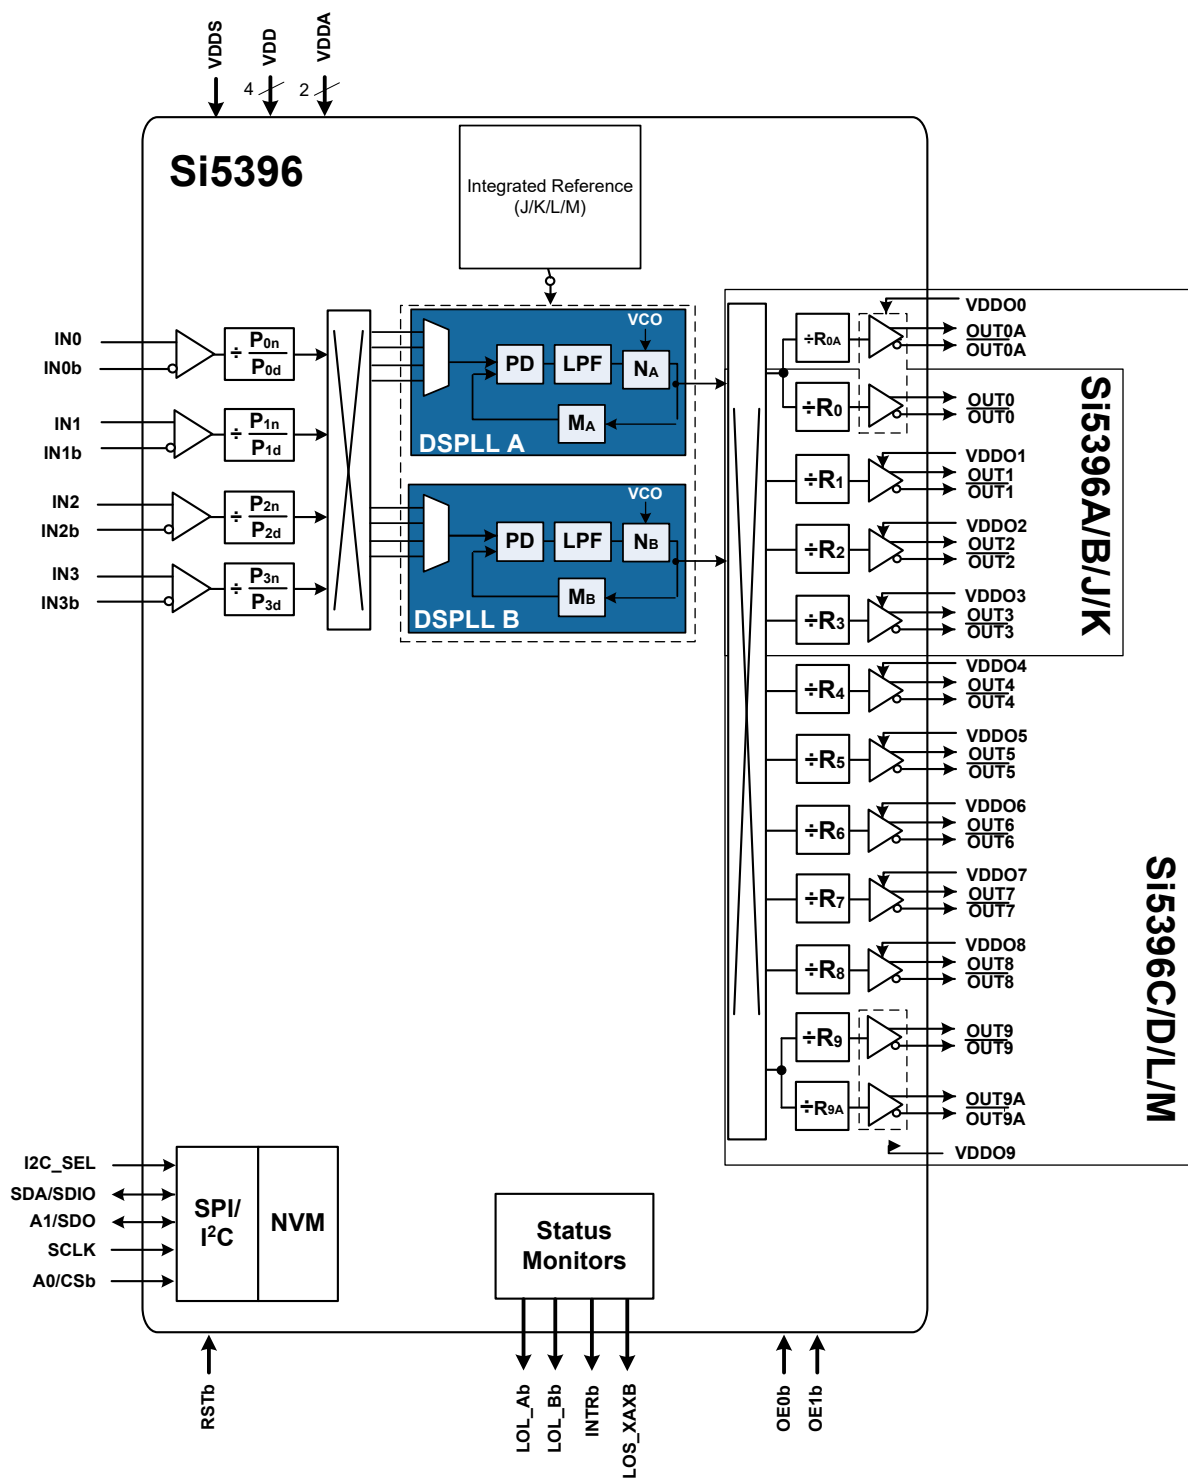 VDDS
VDD
VDDA
4
2
Si5396
Integrated Reference
(J/K/L/M)
IN0
IN0b
÷ P0n
P0d
IN1
IN1b
÷ P1n
P1d
IN2
IN2b
÷ P2n
P2d
IN3
IN3b
÷ P3n
P3d
VCO
PD
LPF
NA
MA
DSPLL A
VCO
PD
LPF
NB
MB
DSPLL B
÷R0A
VDDO0
OUT0A
OUT0A
÷R0
OUT0
OUT0
÷R1
VDDO1
OUT1
OUT1
÷R2
VDDO2
OUT2
OUT2
÷R3
VDDO3
OUT3
OUT3
Si5396A/B/J/K
÷R4
VDDO4
OUT4
OUT4
÷R5
VDDO5
OUT5
OUT5
÷R6
VDDO6
OUT6
OUT6
÷R7
VDDO7
OUT7
OUT7
÷R8
VDDO8
OUT8
OUT8
÷R9
OUT9
OUT9
÷R9A
OUT9A
OUT9A
VDDO9
Si5396C/D/L/M
I2C_SEL
SDA/SDIO
A1/SDO
SCLK
A0/CSb
SPI/
I²C
NVM
Status
Monitors
RSTb
LOL_Ab
LOL_Bb
INTRb
LOS_XAXB
OE0b
OE1b